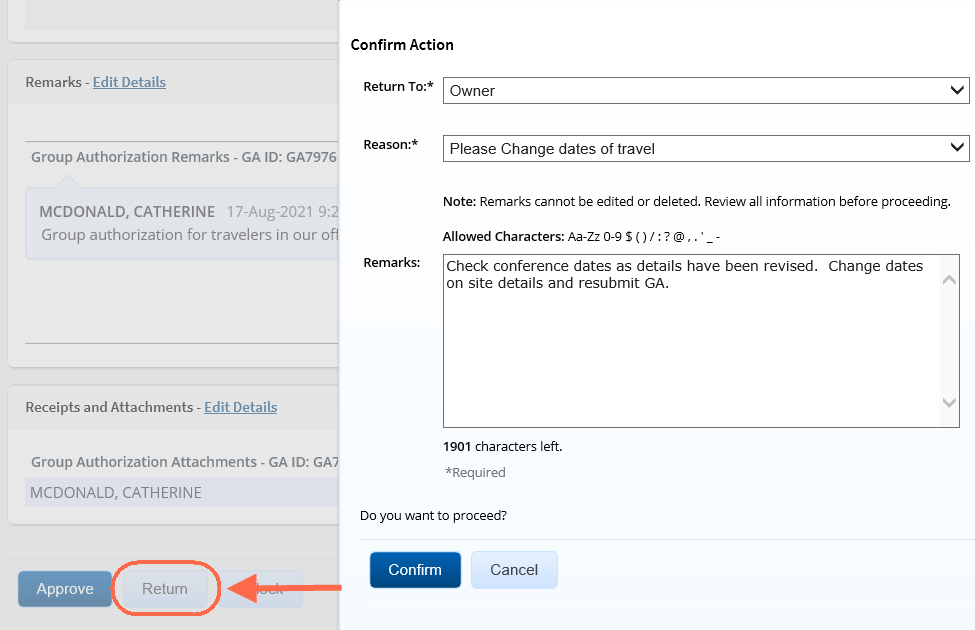 Remarks - Edit Details
Group Authorization Remarks - GA ID: GA7976
MCDONALD, CATHERINE 17-Aug-2021 9:2
Group authorization for travelers in our off
Receipts and Attachments - Edit Details
Group Authorization Attachments - GA ID: GA7
MCDONALD, CATHERINE
Approve
Return
Confirm Action
Return To:* Owner
Reason:* Please Change dates of travel
Note: Remarks cannot be edited or deleted. Review all information before proceeding.
Allowed Characters: Aa-Zz 0-9 $ ( ) / : ? @ , . ' _ -
Remarks: Check conference dates as details have been revised.  Change dates
on site details and resubmit GA.
1901 characters left.
*Required
Do you want to proceed?
Confirm
Cancel